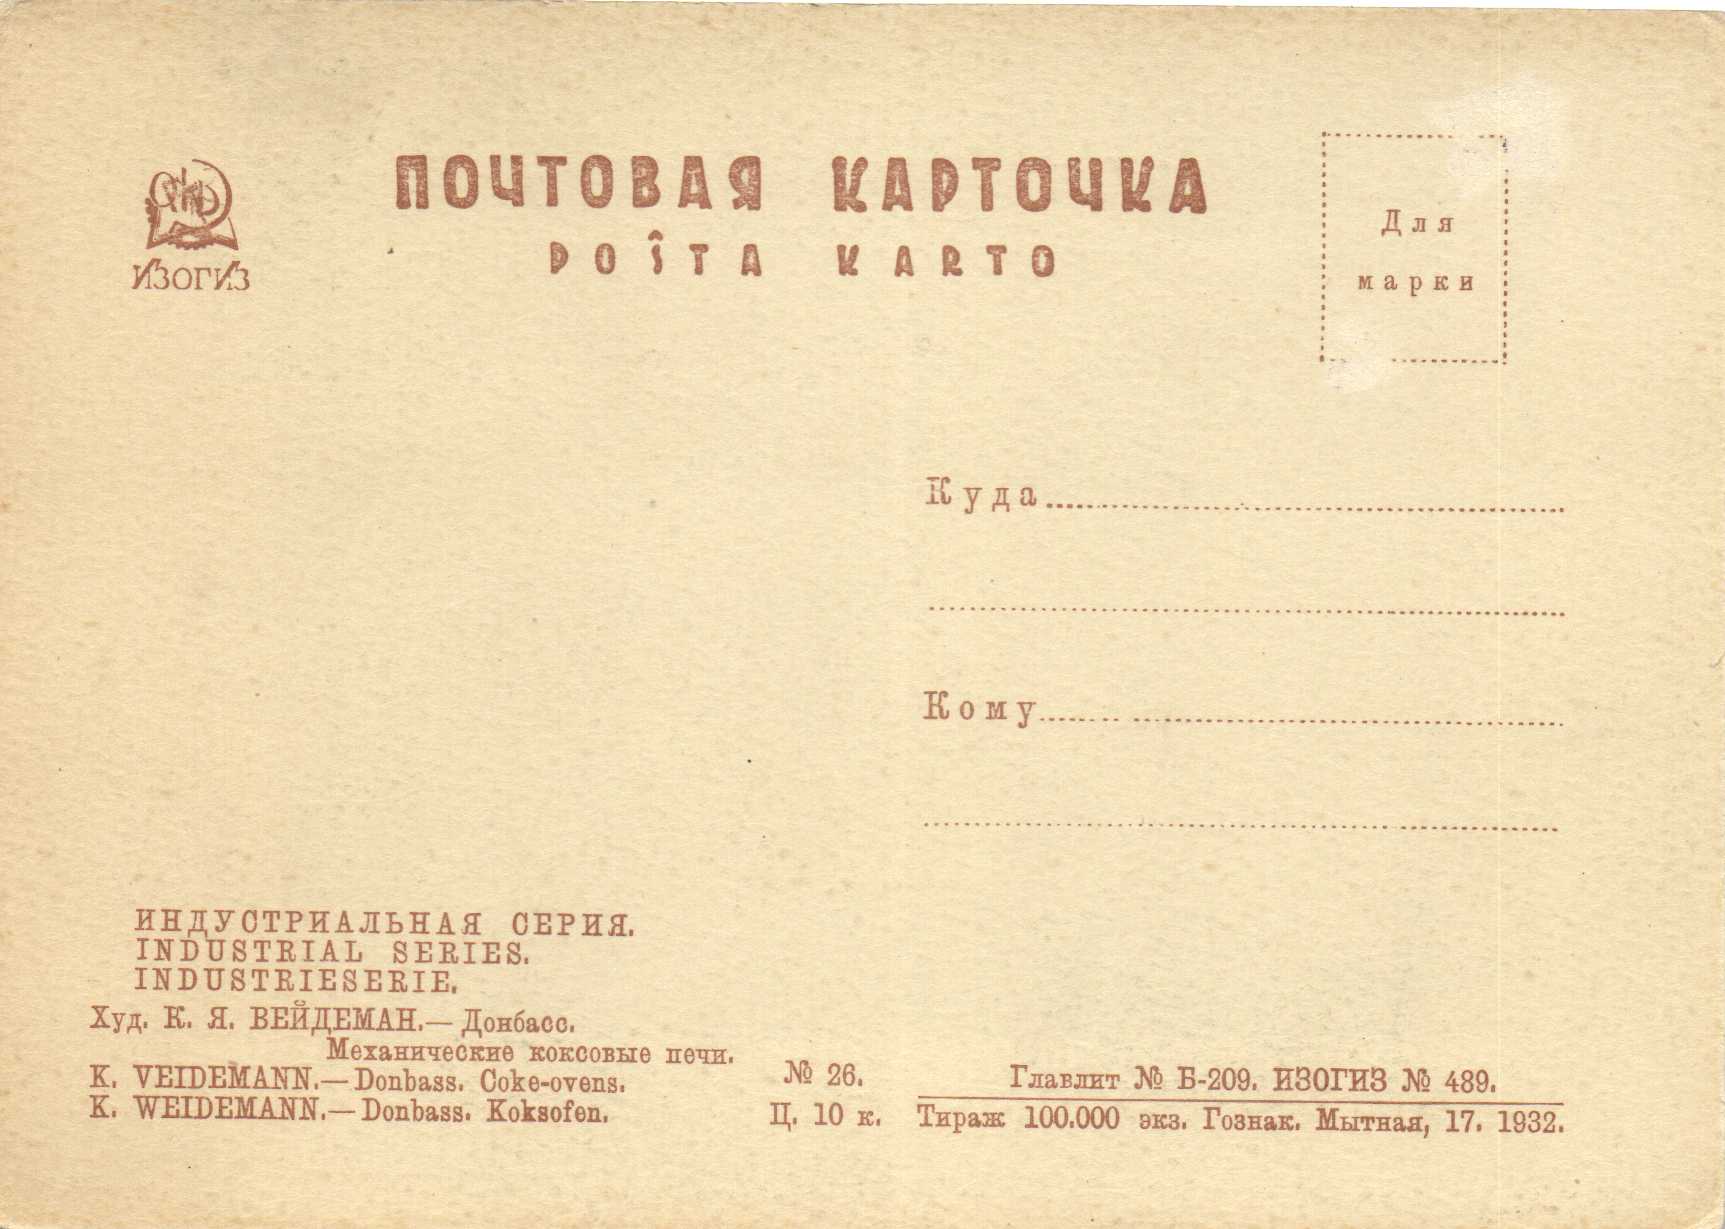 ИЗОГИЗ
ПОЧТОВАЯ КАРТОЧКА
POŜTA KARTO
Для
марки
Куда
Кому
ИНДУСТРИАЛЬНАЯ СЕРИЯ.
INDUSTRIAL SERIES.
INDUSTRIESERIE.
Худ. К. Я. ВЕЙДЕМАН.— Донбасс.
Механические коксовые печи.
K. VEIDEMANN.— Donbass. Coke-ovens.
K. WEIDEMANN.— Donbass. Koksofen.
№ 26.
Ц. 10 к.
Главлит № Б-209. ИЗОГИЗ № 489.
Тираж 100.000 экз. Гознак. Мытная, 17. 1932.